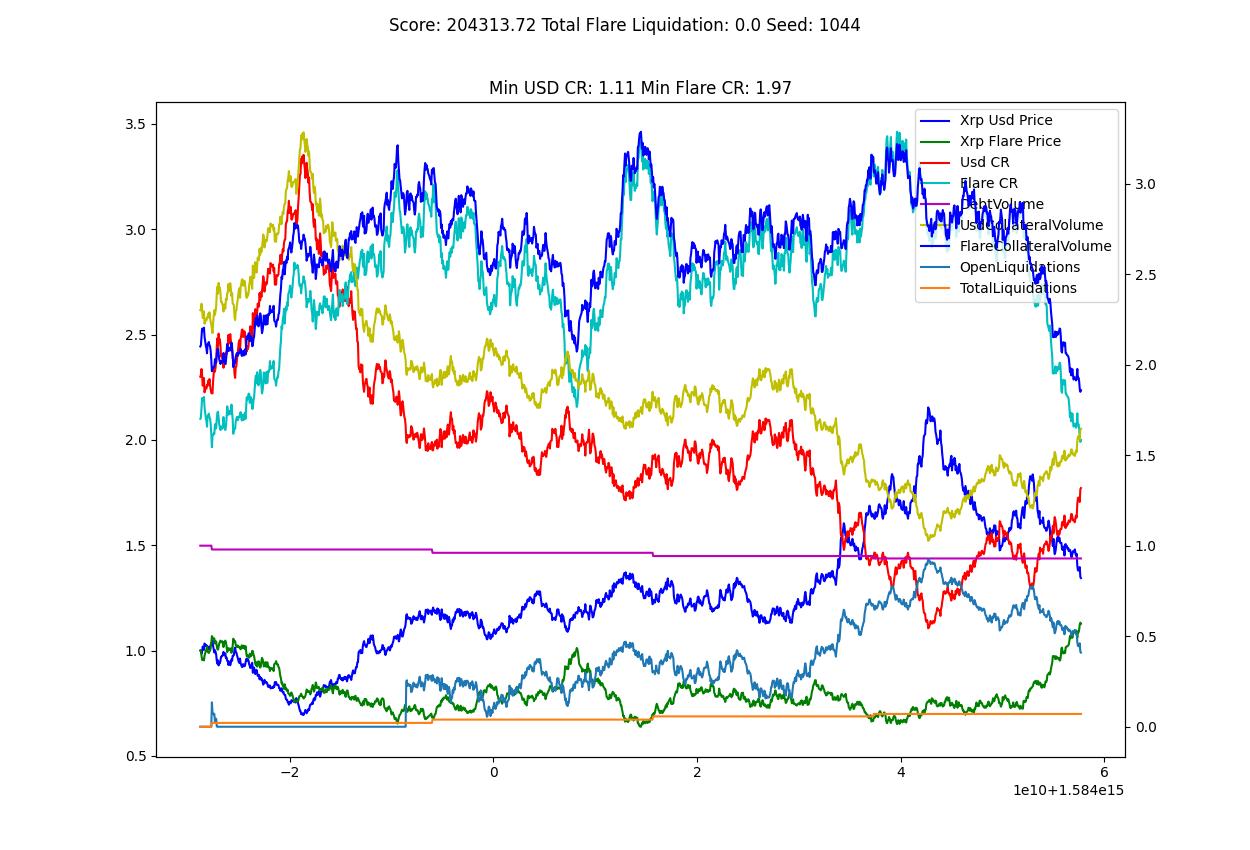 Score: 204313.72 Total Flare Liquidation: 0.0 Seed: 1044
Min USD CR: 1.11 Min Flare CR: 1.97
Xrp Usd Price
Xrp Flare Price
Usd CR
Flare CR
DebtVolume
UsdCollateralVolume
FlareCollateralVolume
OpenLiquidations
TotalLiquidations
3.5
3.0
2.5
2.0
1.5
1.0
0.5
3.0
2.5
2.0
1.5
1.0
0.5
0.0
−2
0
2
4
6
1e10+1.584e15